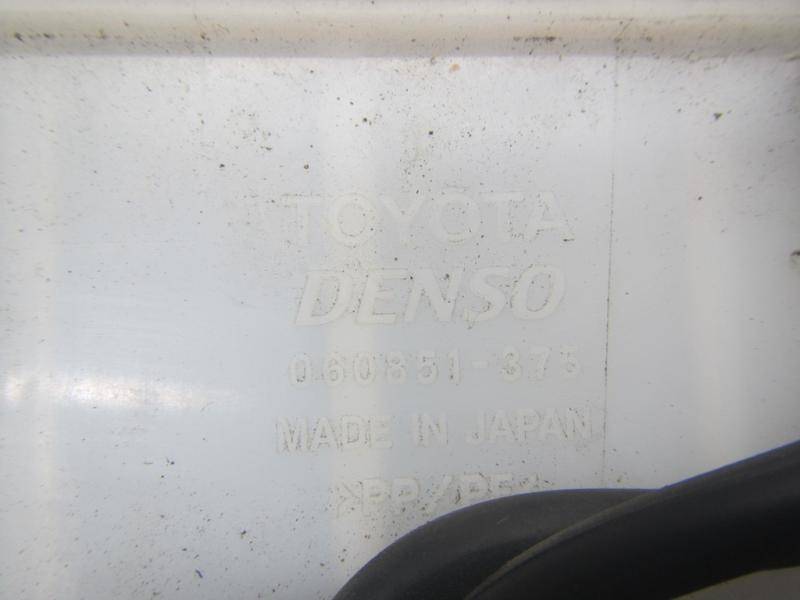 TOYOTA
DENSO
060851-375
MADE IN JAPAN
>PP/PE<